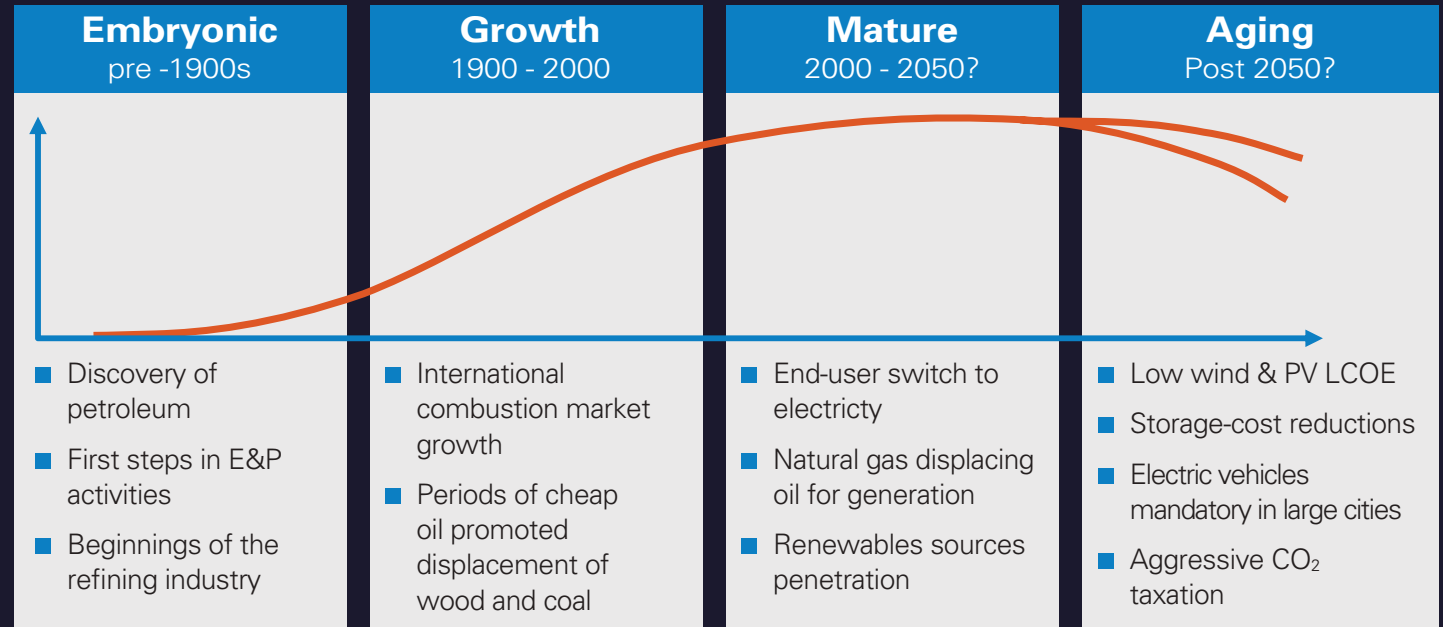 Embryonic
pre -1900s
Growth
1900 - 2000
Mature
2000 - 2050?
Aging
Post 2050?
Discovery of
petroleum
First steps in E&P
activities
Beginnings of the
refining industry
International
combustion market
growth
Periods of cheap
oil promoted
displacement of
wood and coal
End-user switch to
electricty
Natural gas displacing
oil for generation
Renewables sources
penetration
Low wind & PV LCOE
Storage-cost reductions
Electric vehicles
mandatory in large cities
Aggressive CO₂
taxation